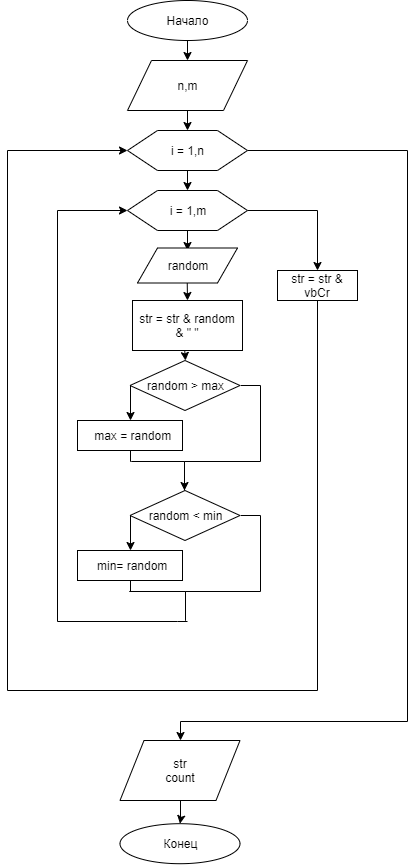 Начало
n,m
i = 1,n
i = 1,m
random
str = str &
vbCr
str = str & random
& " "
random > max
max = random
random < min
min= random
str
count
Конец